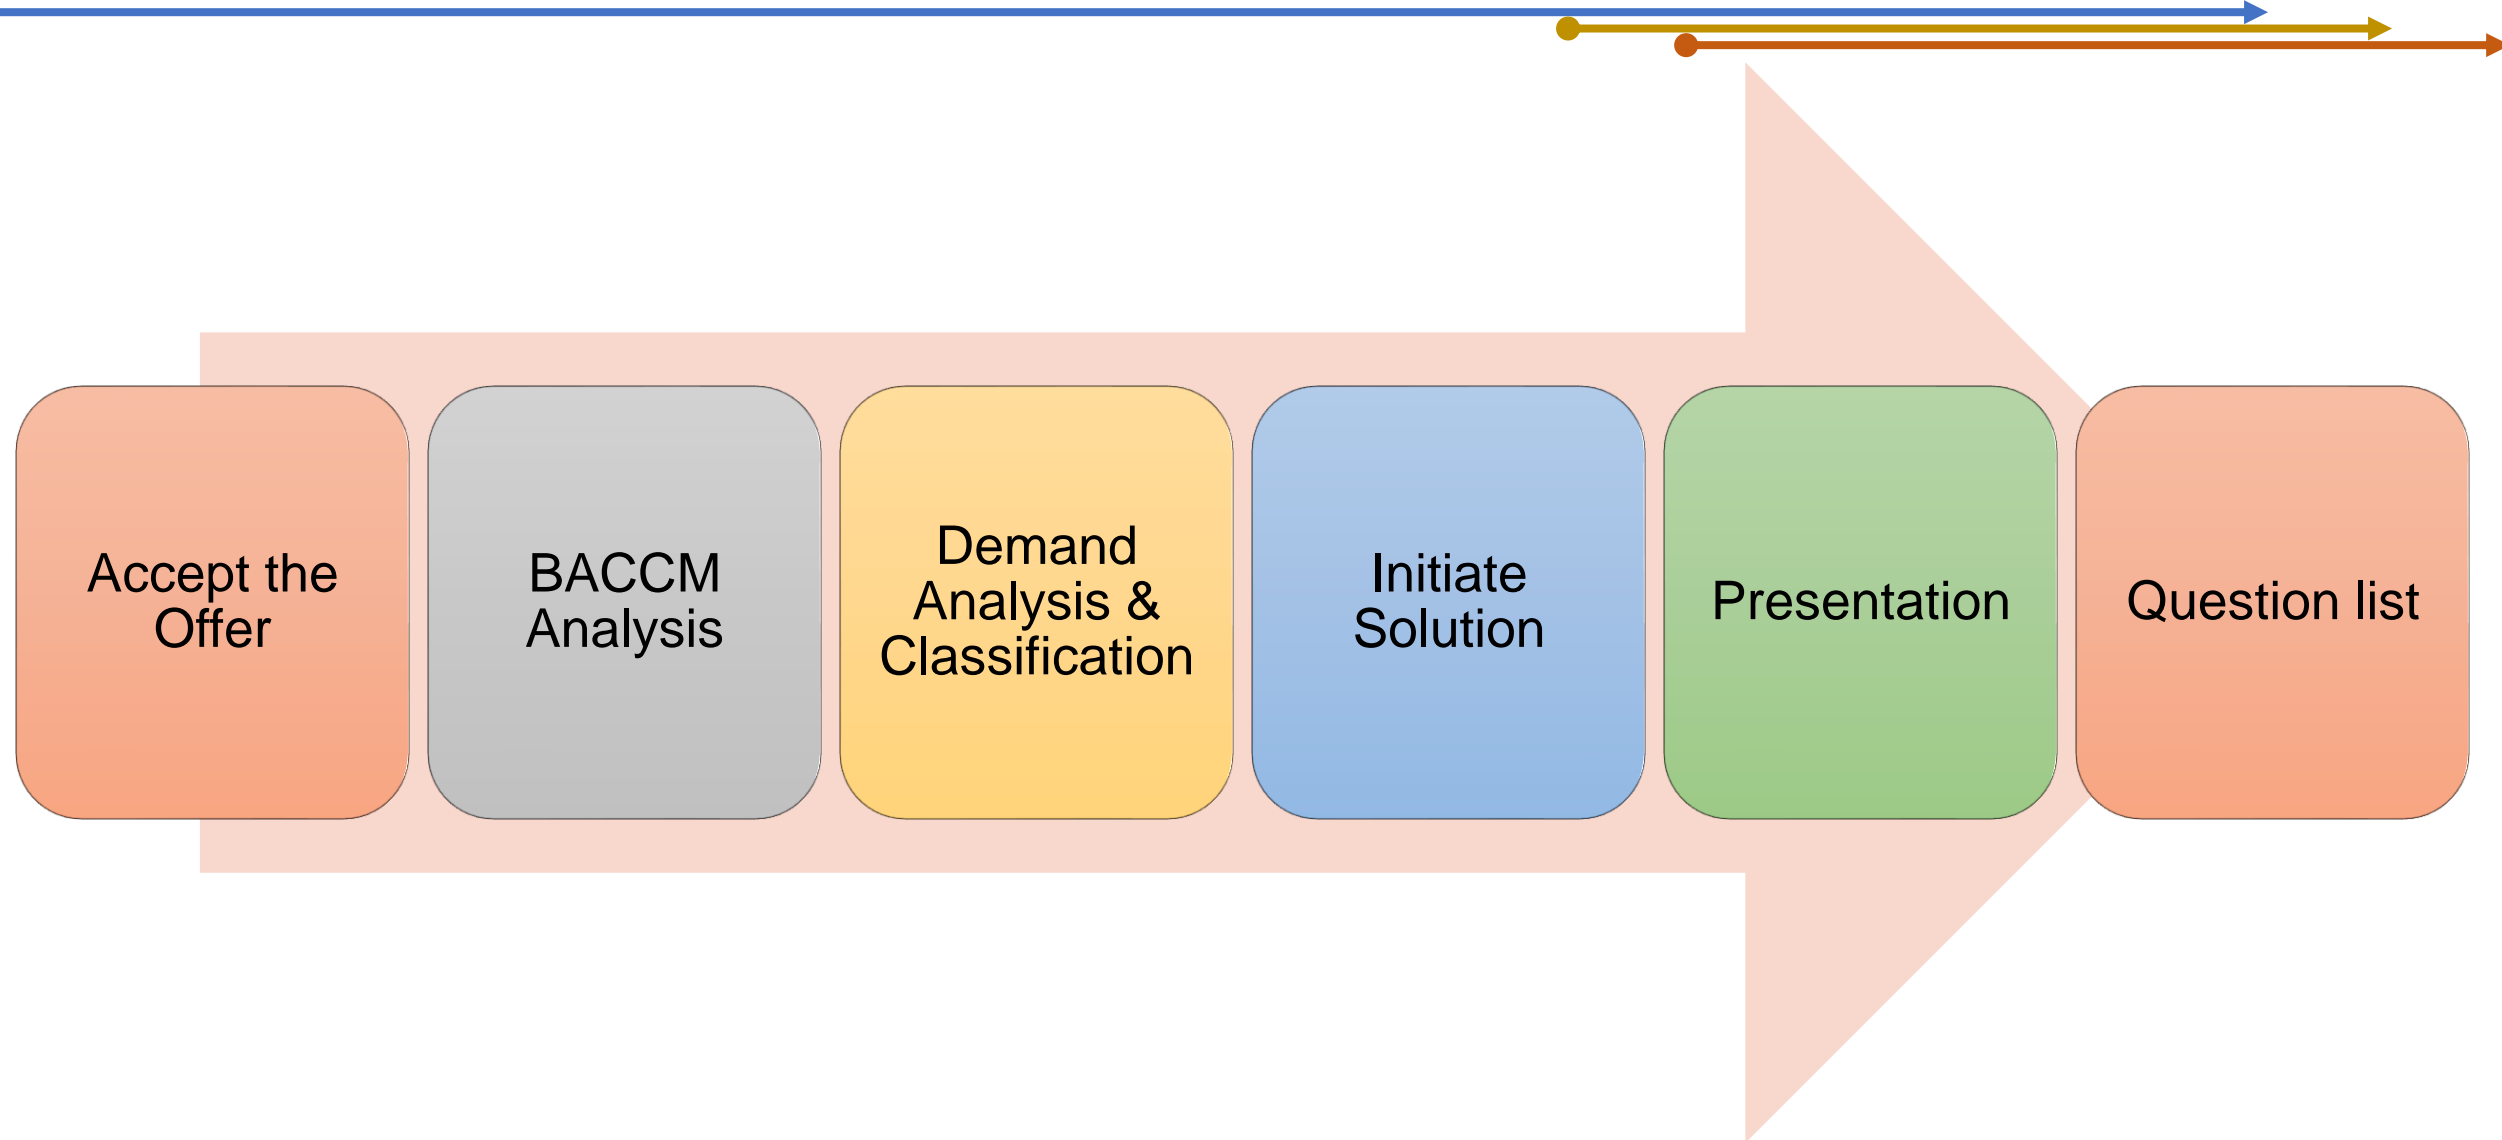 Accept the
Offer
BACCM
Analysis
Demand
Analysis &
Classification
Initiate
Solution
Presentation
Question list